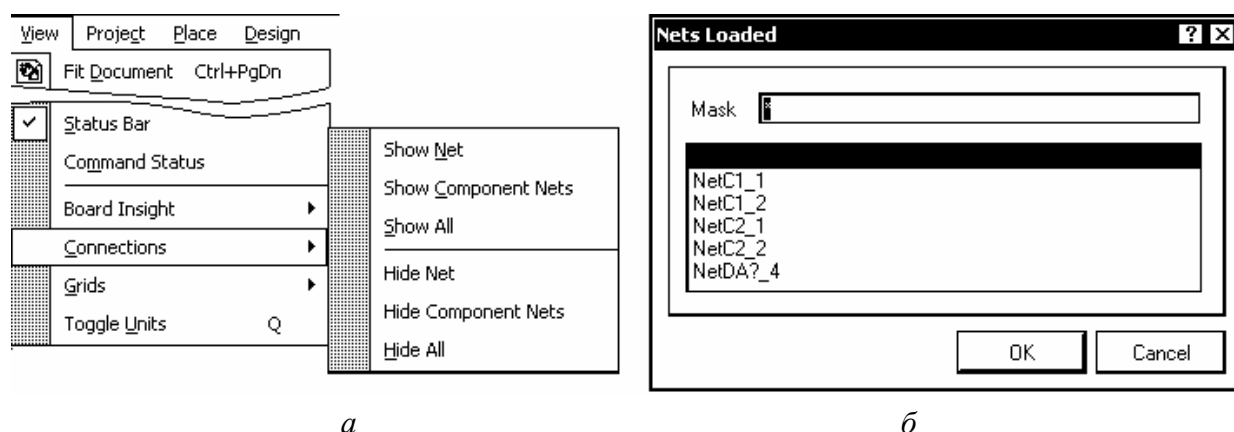 View Project Place Design
Fit Document Ctrl+PgDn
Status Bar
Command Status
Board Insight
Connections
Grids
Toggle Units Q
Show Net
Show Component Nets
Show All
Hide Net
Hide Component Nets
Hide All
а
Nets Loaded
Mask *
NetC1_1
NetC1_2
NetC2_1
NetC2_2
NetDA?_4
OK Cancel
б